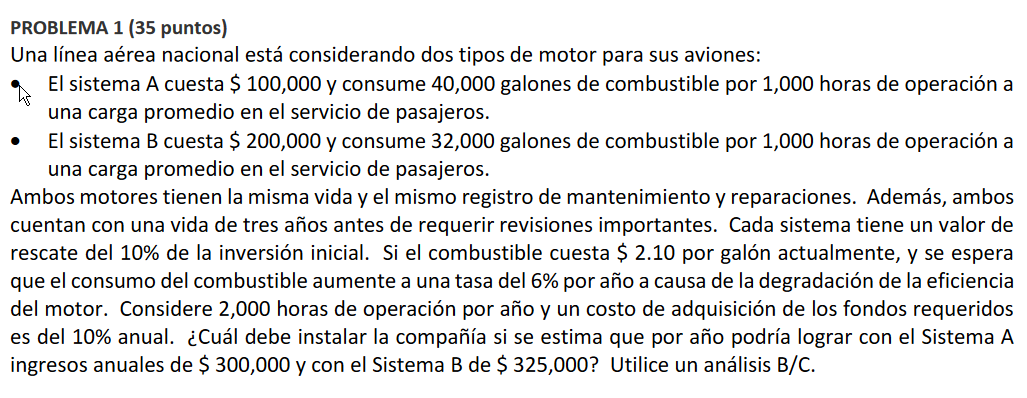 PROBLEMA 1 (35 puntos)
Una línea aérea nacional está considerando dos tipos de motor para sus aviones:
• El sistema A cuesta $ 100,000 y consume 40,000 galones de combustible por 1,000 horas de operación a
una carga promedio en el servicio de pasajeros.
• El sistema B cuesta $ 200,000 y consume 32,000 galones de combustible por 1,000 horas de operación a
una carga promedio en el servicio de pasajeros.
Ambos motores tienen la misma vida y el mismo registro de mantenimiento y reparaciones. Además, ambos
cuentan con una vida de tres años antes de requerir revisiones importantes. Cada sistema tiene un valor de
rescate del 10% de la inversión inicial. Si el combustible cuesta $ 2.10 por galón actualmente, y se espera
que el consumo del combustible aumente a una tasa del 6% por año a causa de la degradación de la eficiencia
del motor. Considere 2,000 horas de operación por año y un costo de adquisición de los fondos requeridos
es del 10% anual. ¿Cuál debe instalar la compañía si se estima que por año podría lograr con el Sistema A
ingresos anuales de $ 300,000 y con el Sistema B de $ 325,000? Utilice un análisis B/C.